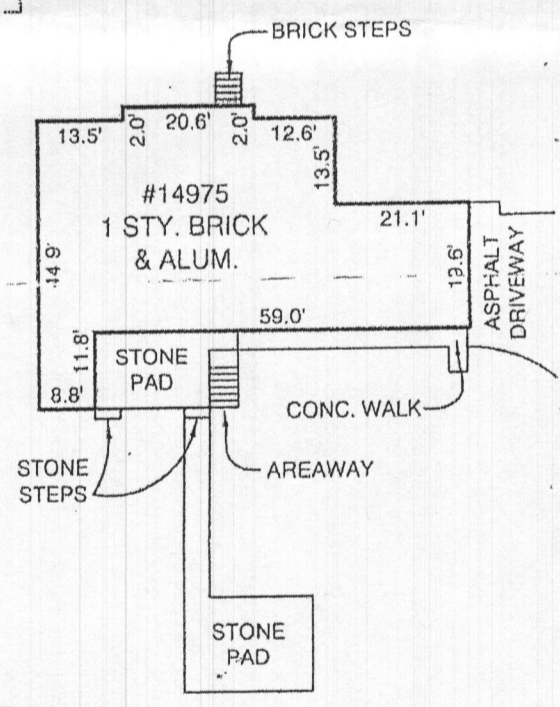 BRICK STEPS
13.5'
2.0'
20.6'
2.0'
12.6'
13.5'
#14975
1 STY. BRICK
& ALUM.
21.1'
44.9'
19.6'
ASPHALT
DRIVEWAY
59.0'
11.8'
STONE
PAD
8.8'
CONC. WALK
STONE
STEPS
AREAWAY
STONE
PAD